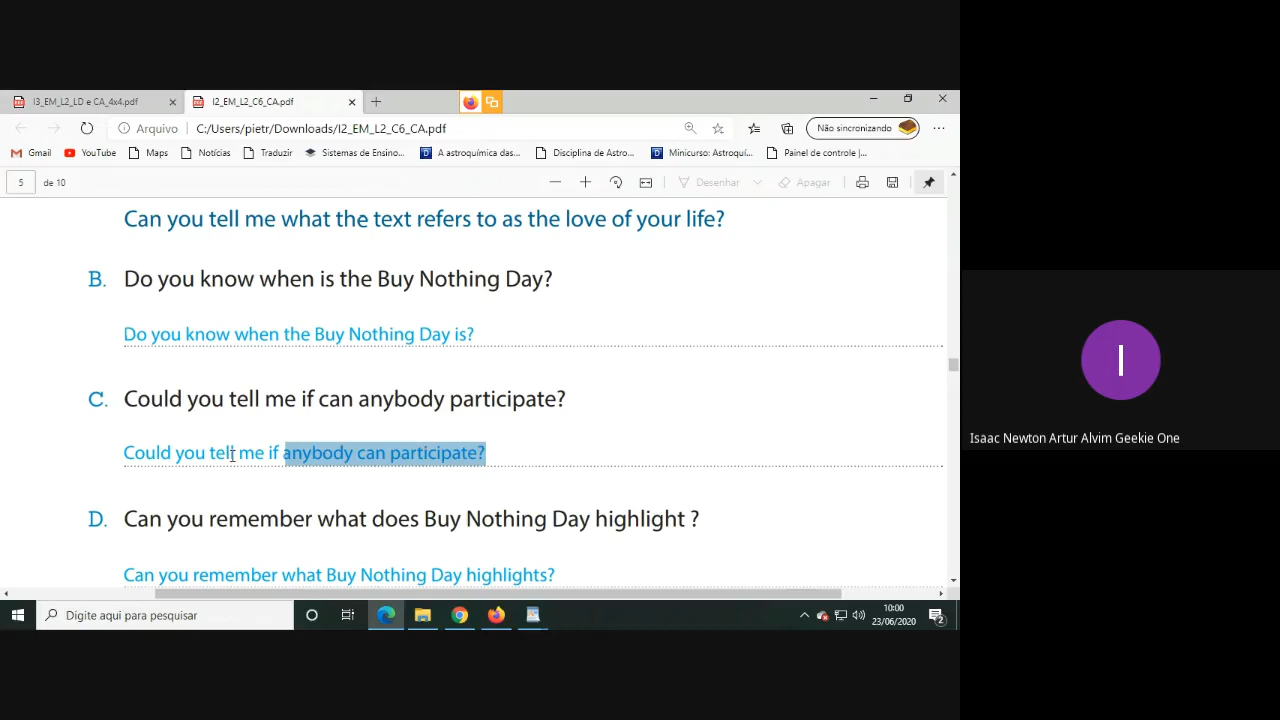 I3_EM_L2_LD e CA_4x4.pdf
I2_EM_L2_C6_CA.pdf
Arquivo C:/Users/pietr/Downloads/I2_EM_L2_C6_CA.pdf Não sincronizando
Gmail YouTube Maps Notícias Traduzir Sistemas de Ensino... A astroquímica das... Disciplina de Astro... Minicurso: Astroquí... Painel de controle |...
5 de 10 Desenhar Apagar
Can you tell me what the text refers to as the love of your life?
B. Do you know when is the Buy Nothing Day?
Do you know when the Buy Nothing Day is?
C. Could you tell me if can anybody participate?
Could you tell me if anybody can participate?
D. Can you remember what does Buy Nothing Day highlight ?
Can you remember what Buy Nothing Day highlights?
Digite aqui para pesquisar
10:00
23/06/2020
2
I
Isaac Newton Artur Alvim Geekie One